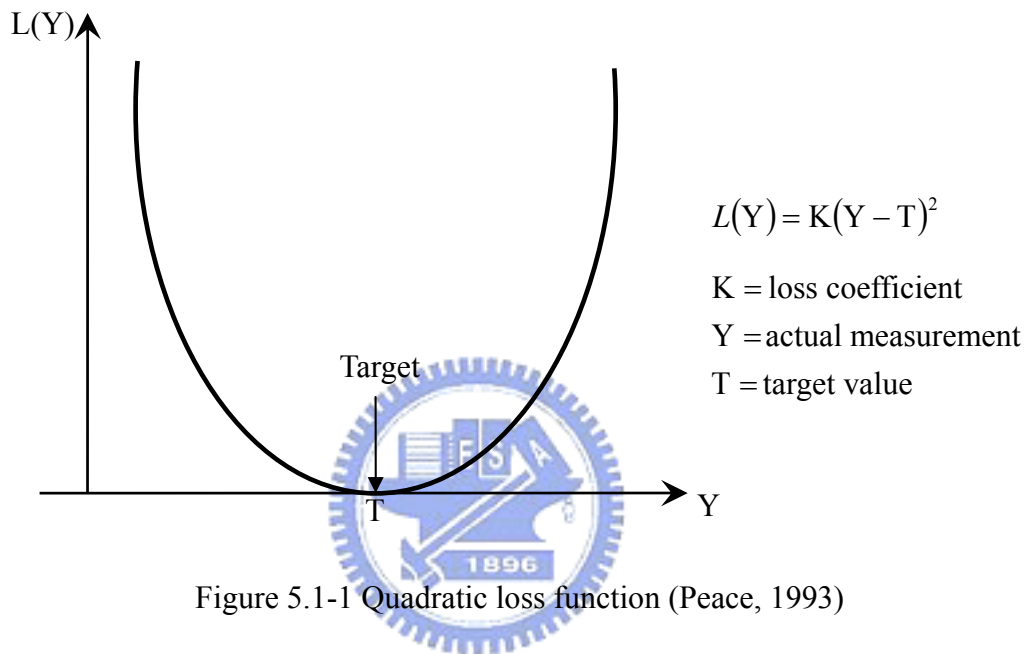 L(Y)
L(Y) = K(Y − T)²
K = loss coefficient
Y = actual measurement
T = target value
Target
T
Y
E S A
1896
Figure 5.1-1 Quadratic loss function (Peace, 1993)